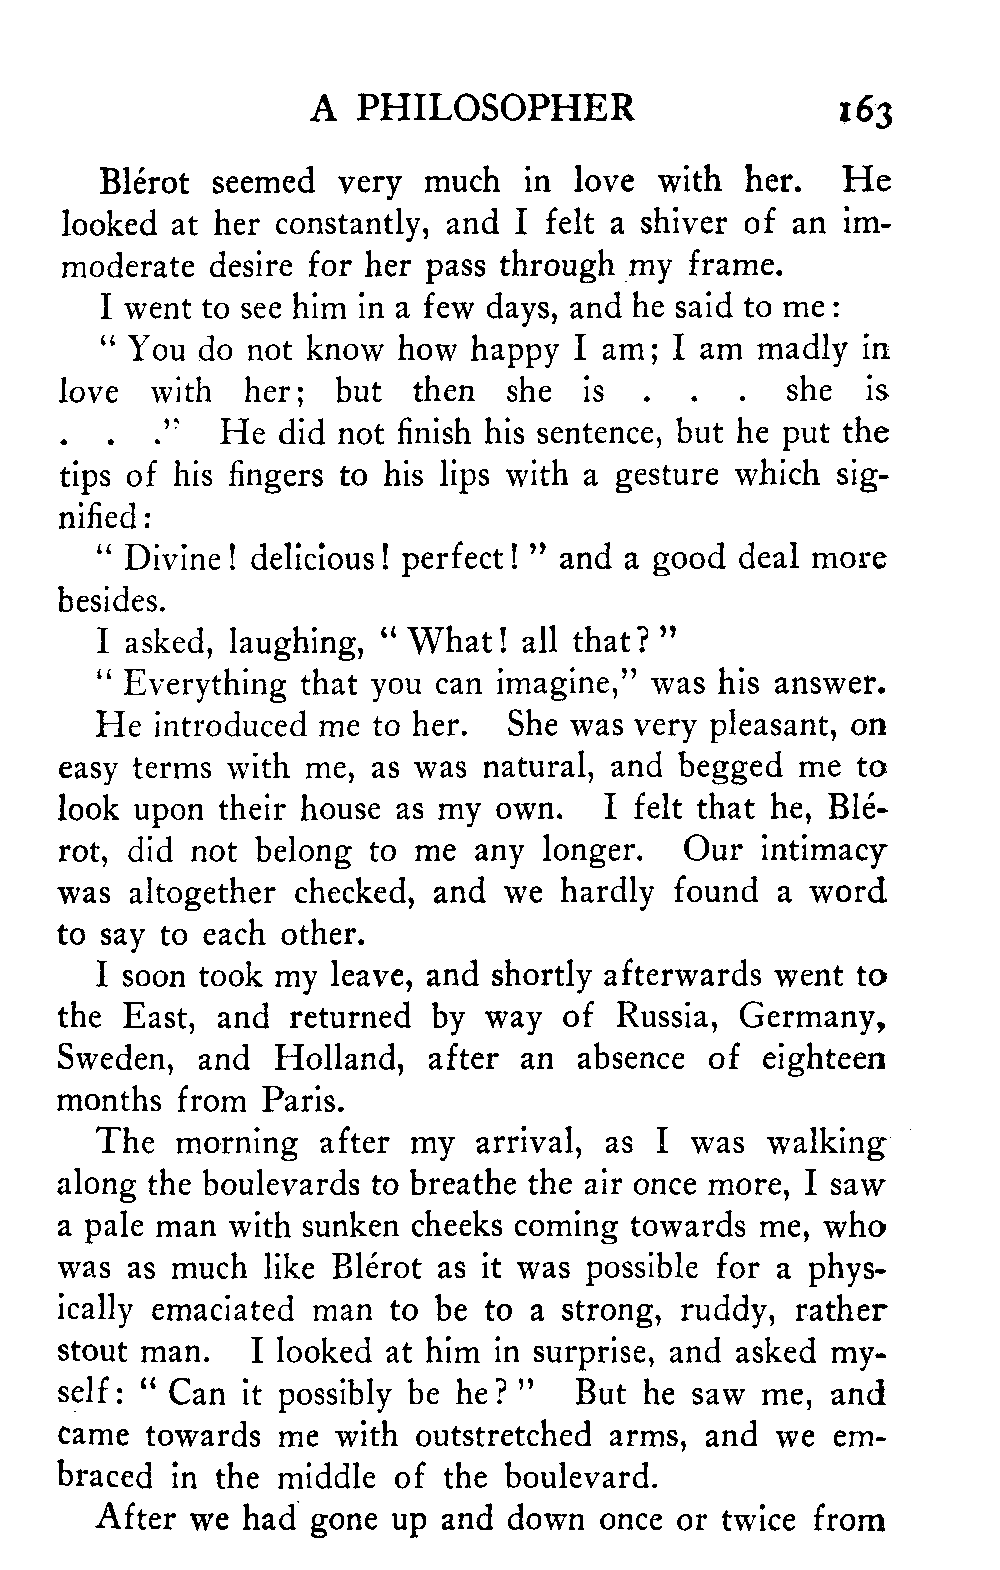 A PHILOSOPHER 163
Blérot seemed very much in love with her. He
looked at her constantly, and I felt a shiver of an im-
moderate desire for her pass through my frame.
I went to see him in a few days, and he said to me:
“ You do not know how happy I am; I am madly in
love with her; but then she is . . . she is
. . .” He did not finish his sentence, but he put the
tips of his fingers to his lips with a gesture which sig-
nified:
“ Divine! delicious! perfect! ” and a good deal more
besides.
I asked, laughing, “ What! all that? ”
“ Everything that you can imagine,” was his answer.
He introduced me to her. She was very pleasant, on
easy terms with me, as was natural, and begged me to
look upon their house as my own. I felt that he, Blé-
rot, did not belong to me any longer. Our intimacy
was altogether checked, and we hardly found a word
to say to each other.
I soon took my leave, and shortly afterwards went to
the East, and returned by way of Russia, Germany,
Sweden, and Holland, after an absence of eighteen
months from Paris.
The morning after my arrival, as I was walking
along the boulevards to breathe the air once more, I saw
a pale man with sunken cheeks coming towards me, who
was as much like Blérot as it was possible for a phys-
ically emaciated man to be to a strong, ruddy, rather
stout man. I looked at him in surprise, and asked my-
self: “ Can it possibly be he? ” But he saw me, and
came towards me with outstretched arms, and we em-
braced in the middle of the boulevard.
After we had gone up and down once or twice from